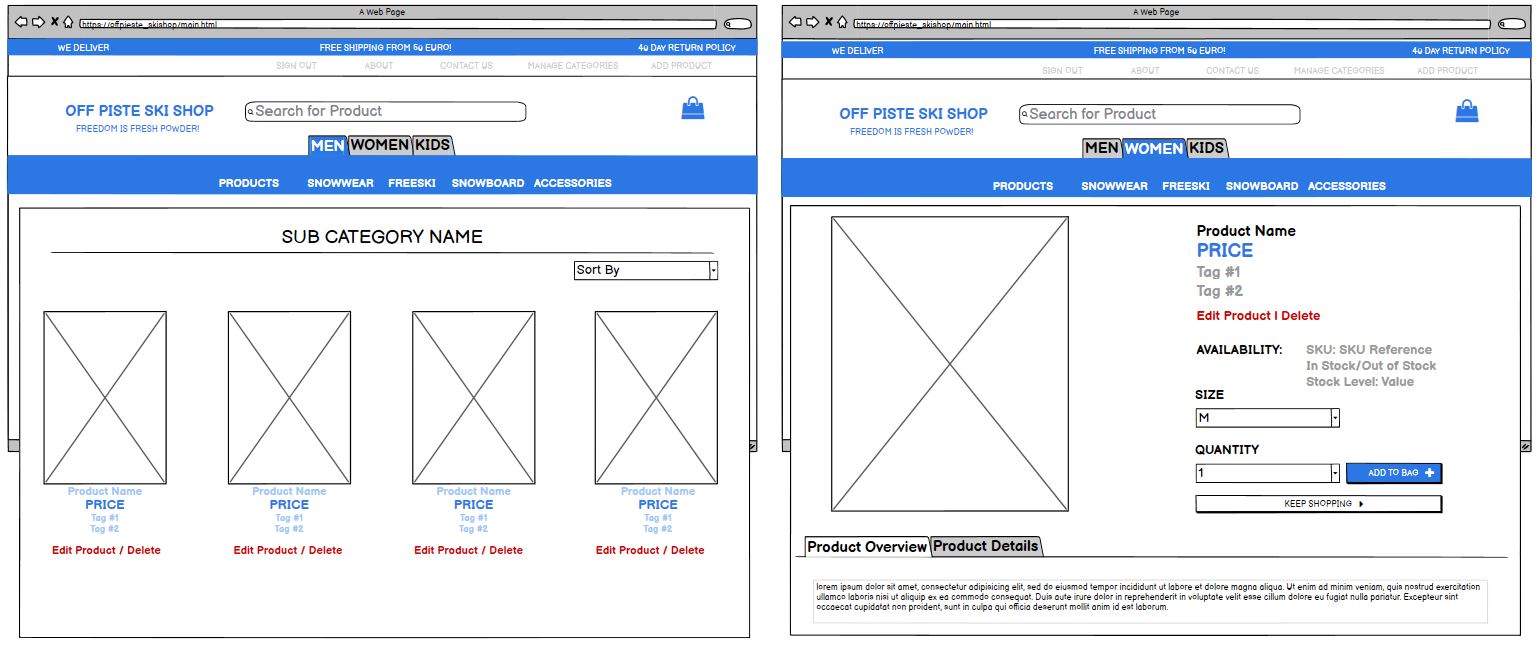 A Web Page
https://offpieste_skishop/main.html
WE DELIVER FREE SHIPPING FROM 50 EURO! 40 DAY RETURN POLICY
SIGN OUT ABOUT CONTACT US MANAGE CATEGORIES ADD PRODUCT
OFF PISTE SKI SHOP Search for Product
FREEDOM IS FRESH POWDER!
MEN WOMEN KIDS
PRODUCTS SNOWWEAR FREESKI SNOWBOARD ACCESSORIES
SUB CATEGORY NAME
Sort By
Product Name Product Name Product Name Product Name
PRICE PRICE PRICE PRICE
Tag #1 Tag #1 Tag #1 Tag #1
Tag #2 Tag #2 Tag #2 Tag #2
Edit Product / Delete Edit Product / Delete Edit Product / Delete Edit Product / Delete
A Web Page
https://offpieste_skishop/main.html
WE DELIVER FREE SHIPPING FROM 50 EURO! 40 DAY RETURN POLICY
SIGN OUT ABOUT CONTACT US MANAGE CATEGORIES ADD PRODUCT
OFF PISTE SKI SHOP Search for Product
FREEDOM IS FRESH POWDER!
MEN WOMEN KIDS
PRODUCTS SNOWWEAR FREESKI SNOWBOARD ACCESSORIES
Product Name
PRICE
Tag #1
Tag #2
Edit Product | Delete
AVAILABILITY: SKU: SKU Reference
In Stock/Out of Stock
Stock Level: Value
SIZE
M
QUANTITY
1 ADD TO BAG
KEEP SHOPPING
Product Overview Product Details
lorem ipsum dolor sit amet, consectetur adipisicing elit, sed do eiusmod tempor incididunt ut labore et dolore magna aliqua. Ut enim ad minim veniam, quis nostrud exercitation
ullamco laboris nisi ut aliquip ex ea commodo consequat. Duis aute irure dolor in reprehenderit in voluptate velit esse cillum dolore eu fugiat nulla pariatur. Excepteur sint
occaecat cupidatat non proident, sunt in culpa qui officia deserunt mollit anim id est laborum.